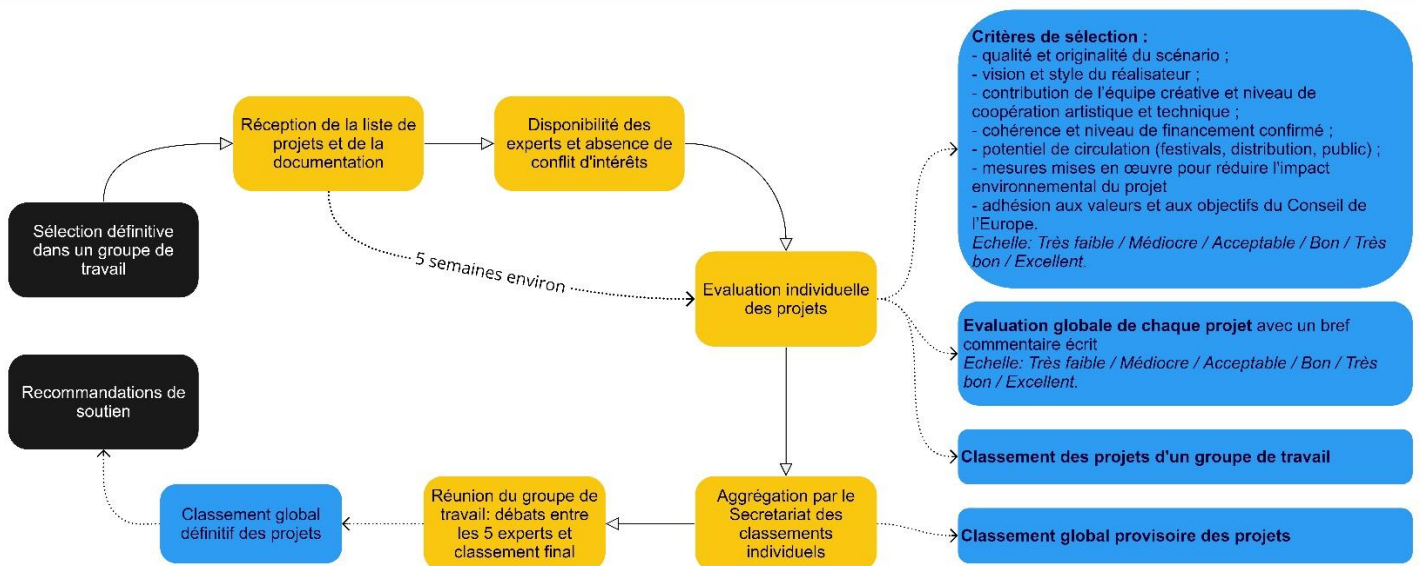 Sélection définitive
dans un groupe de
travail
Réception de la liste de
projets et de la
documentation
Disponibilité des
experts et absence de
conflit d'intérêts
5 semaines environ
Evaluation individuelle
des projets
Critères de sélection :
- qualité et originalité du scénario ;
- vision et style du réalisateur ;
- contribution de l'équipe créative et niveau de
coopération artistique et technique ;
- cohérence et niveau de financement confirmé ;
- potentiel de circulation (festivals, distribution, public) ;
- mesures mises en œuvre pour réduire l'impact
environnemental du projet
- adhésion aux valeurs et aux objectifs du Conseil de
l'Europe.
Echelle: Très faible / Médiocre / Acceptable / Bon / Très
bon / Excellent.
Evaluation globale de chaque projet avec un bref
commentaire écrit
Echelle: Très faible / Médiocre / Acceptable / Bon / Très
bon / Excellent.
Classement des projets d'un groupe de travail
Aggrégation par le
Secretariat des
classements
individuels
Classement global provisoire des projets
Réunion du groupe de
travail: débats entre
les 5 experts et
classement final
Classement global
définitif des projets
Recommandations de
soutien